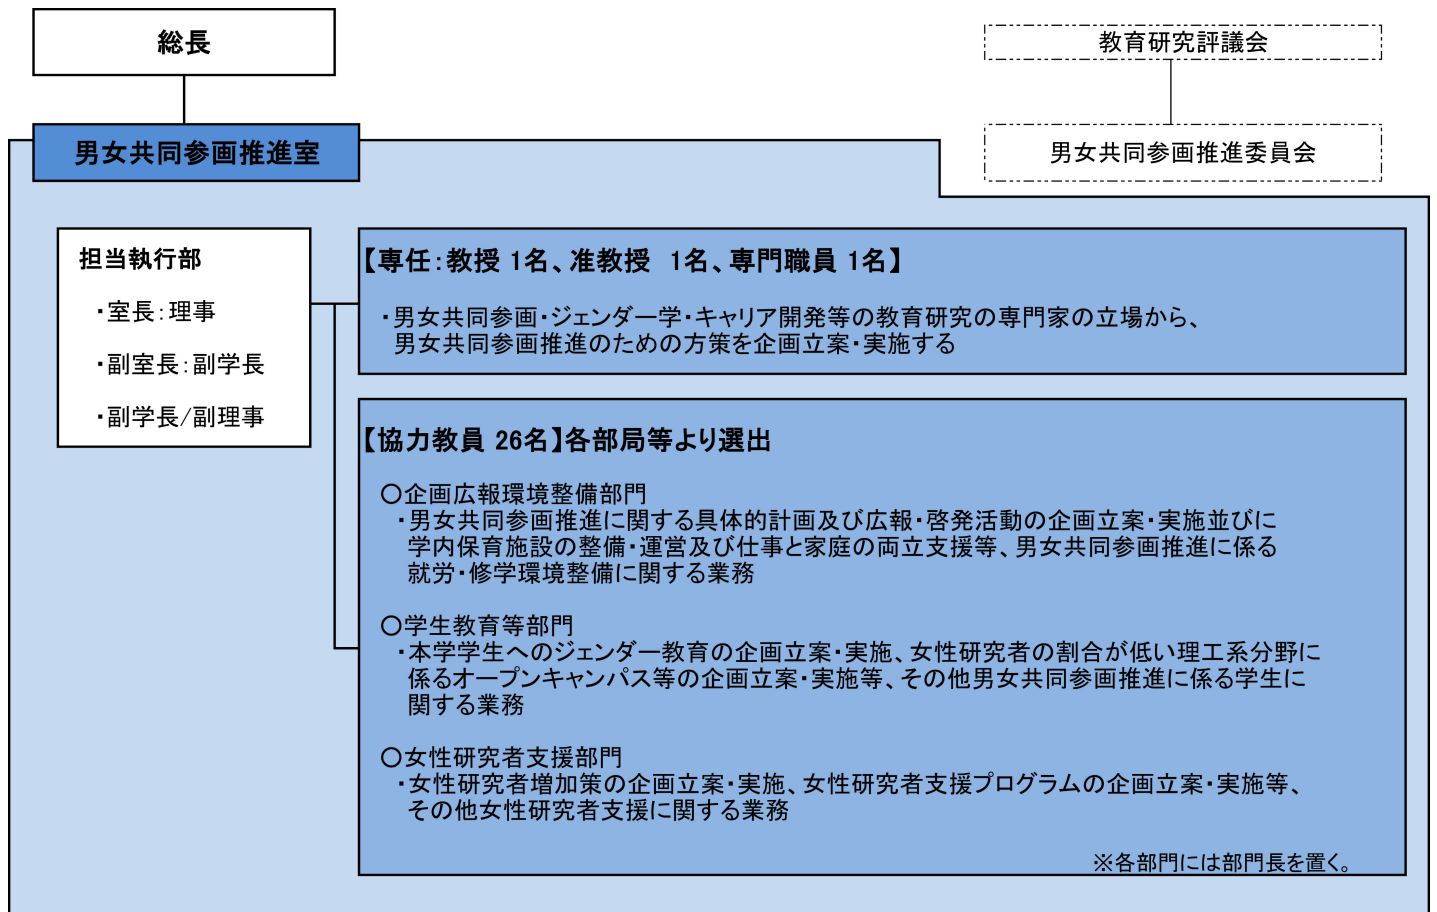 総長
教育研究評議会
男女共同参画推進室
男女共同参画推進委員会
担当執行部
・室長：理事
・副室長：副学長
・副学長/副理事
【専任：教授 1名、准教授　1名、専門職員 1名】
・男女共同参画・ジェンダー学・キャリア開発等の教育研究の専門家の立場から、
男女共同参画推進のための方策を企画立案・実施する
【協力教員 26名】各部局等より選出
○企画広報環境整備部門
・男女共同参画推進に関する具体的計画及び広報・啓発活動の企画立案・実施並びに
学内保育施設の整備・運営及び仕事と家庭の両立支援等、男女共同参画推進に係る
就労・修学環境整備に関する業務
○学生教育等部門
・本学学生へのジェンダー教育の企画立案・実施、女性研究者の割合が低い理工系分野に
係るオープンキャンパス等の企画立案・実施等、その他男女共同参画推進に係る学生に
関する業務
○女性研究者支援部門
・女性研究者増加策の企画立案・実施、女性研究者支援プログラムの企画立案・実施等、
その他女性研究者支援に関する業務
※各部門には部門長を置く。